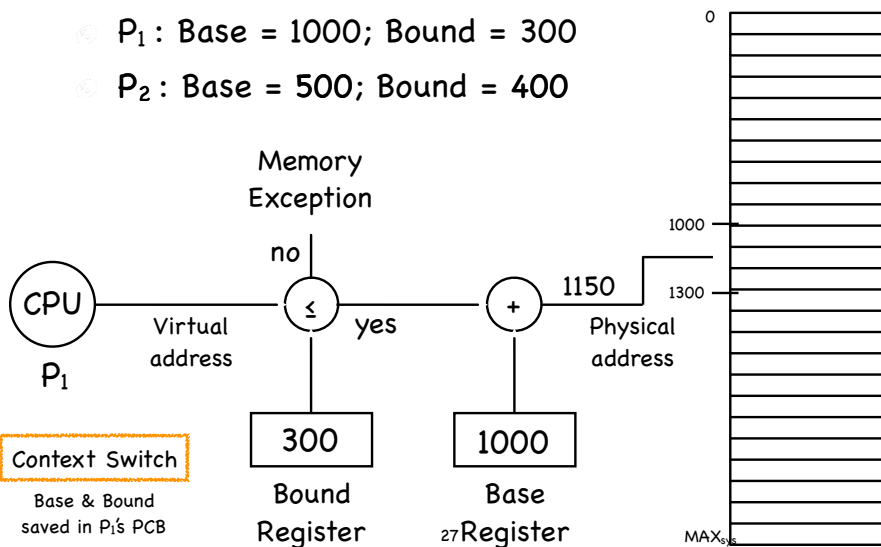 P₁ : Base = 1000; Bound = 300
P₂ : Base = 500; Bound = 400
0
Memory
Exception
no
1000
CPU
≤
yes
+
1150
1300
Virtual
address
Physical
address
P₁
300
1000
Context Switch
Base & Bound
saved in P₁'s PCB
Bound
Register
Base
27Register
MAXsys